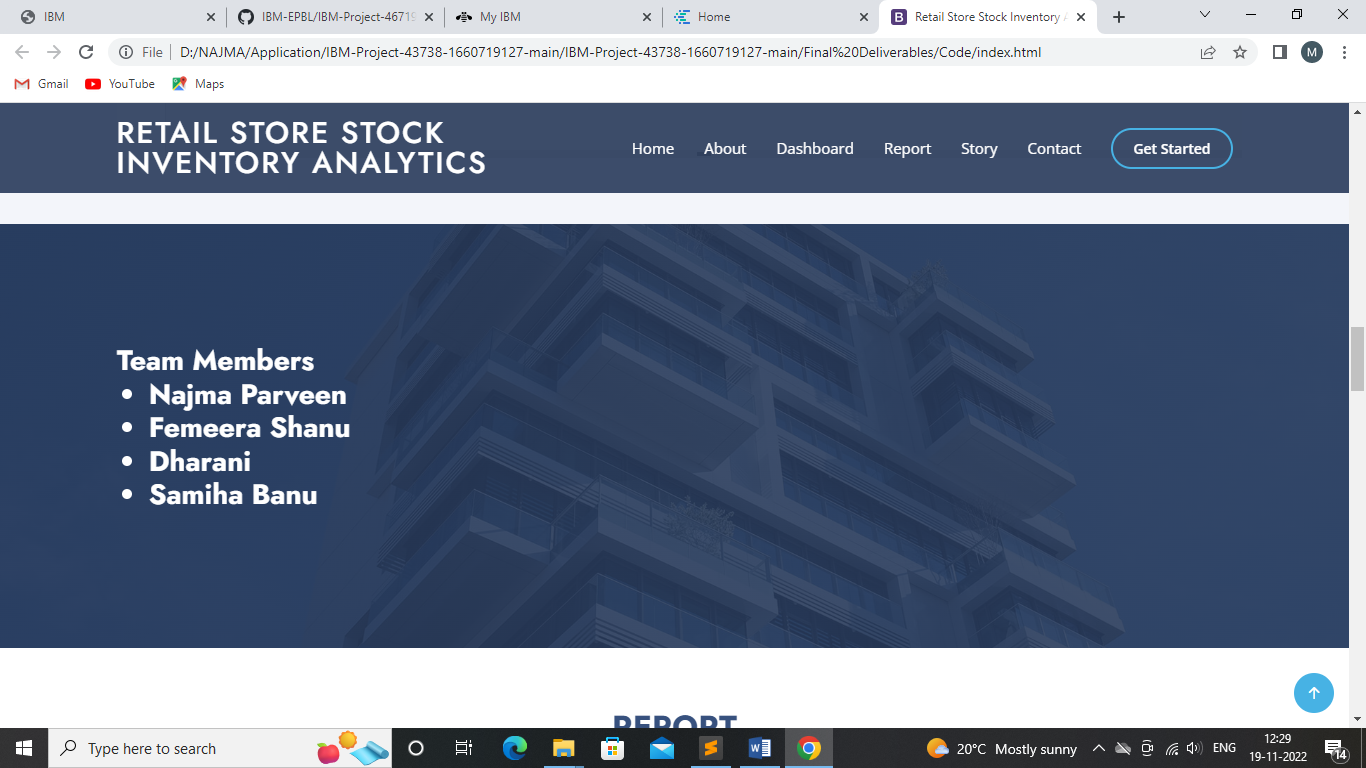 IBM
IBM-EPBL/IBM-Project-46719
My IBM
Home
Retail Store Stock Inventory A
File
D:/NAJMA/Application/IBM-Project-43738-1660719127-main/IBM-Project-43738-1660719127-main/Final%20Deliverables/Code/index.html
M
Gmail
YouTube
Maps
RETAIL STORE STOCK
INVENTORY ANALYTICS
Home
About
Dashboard
Report
Story
Contact
Get Started
Team Members
• Najma Parveen
• Femeera Shanu
• Dharani
• Samiha Banu
REPORT
Type here to search
20°C Mostly sunny
ENG
12:29
19-11-2022
14